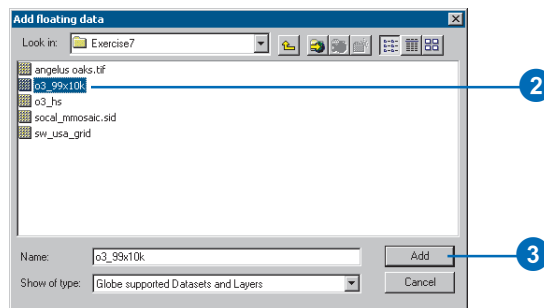 Add floating data
Look in: Exercise7
angelus oaks.tif
o3_99x10k
2
o3_hs
socal_mmosaic.sid
sw_usa_grid
Name: o3_99x10k Add
3
Show of type: Globe supported Datasets and Layers Cancel